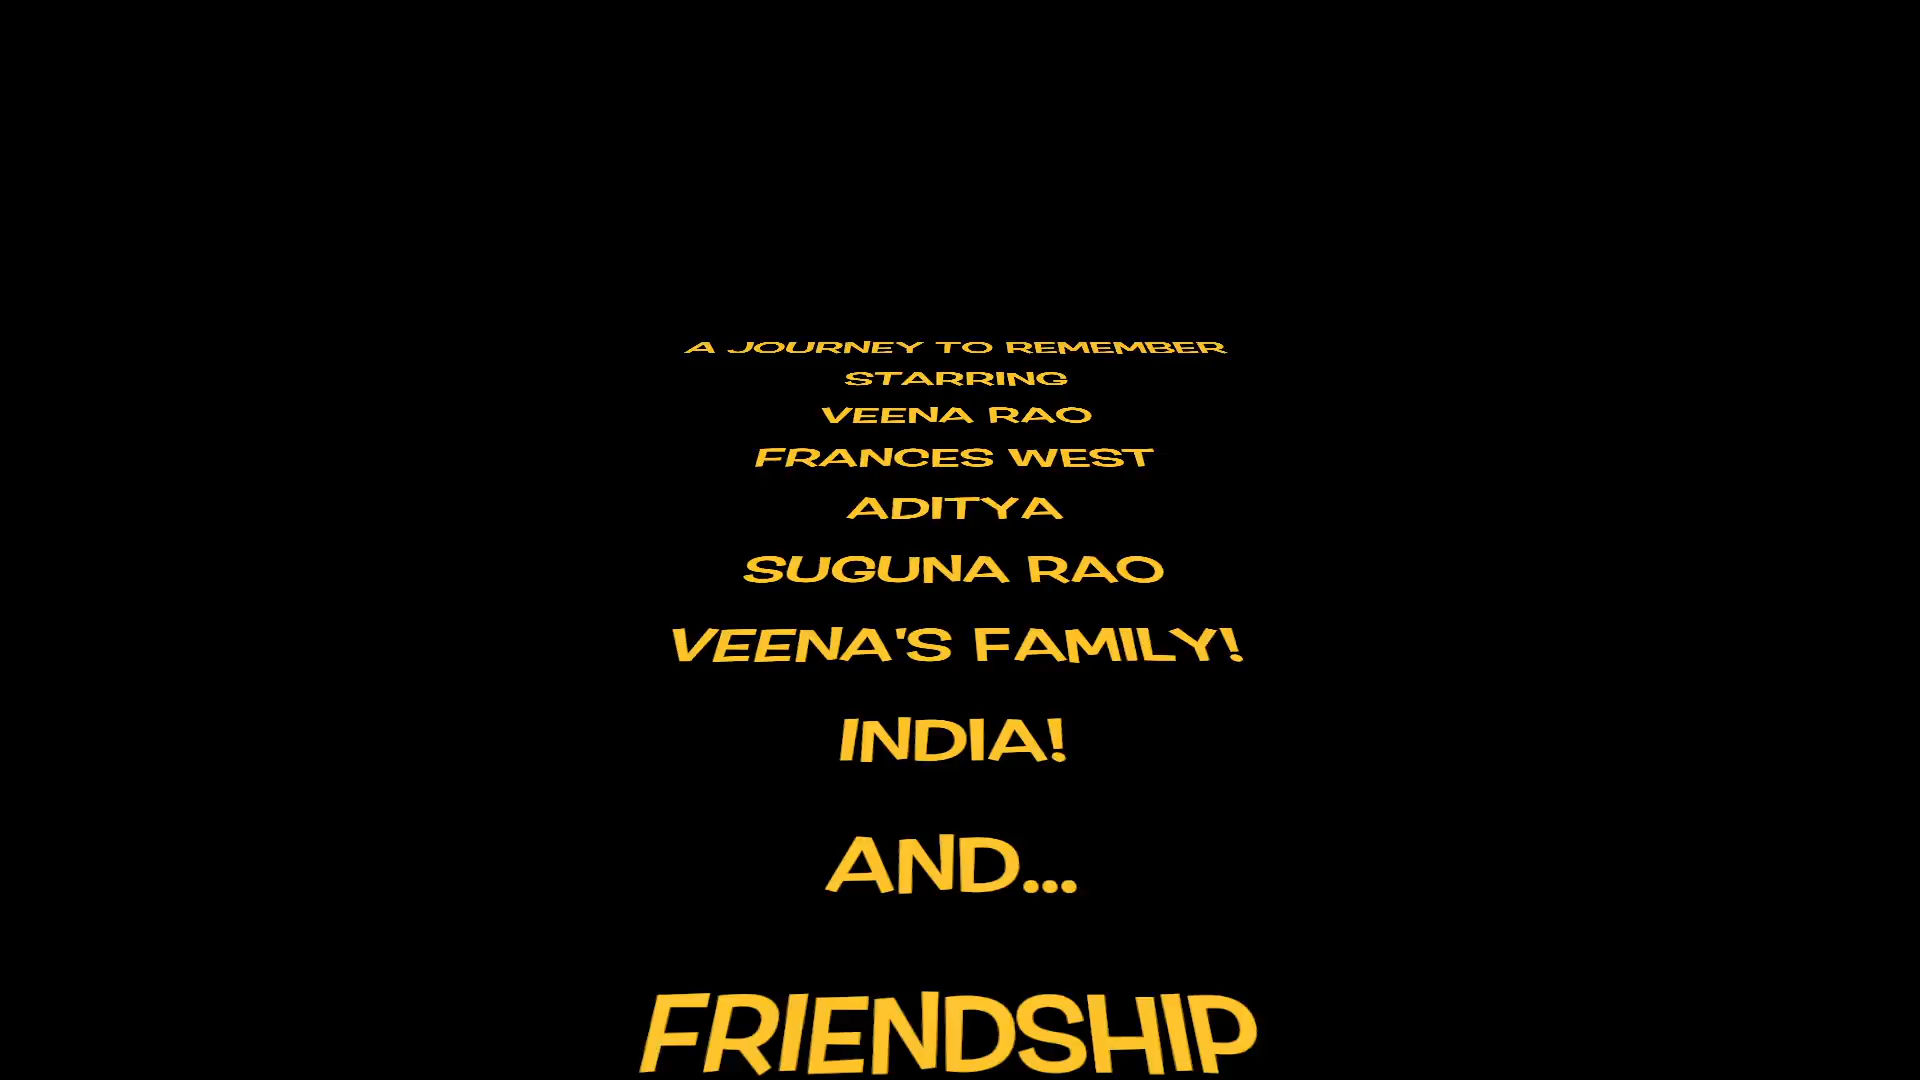 A JOURNEY TO REMEMBER
STARRING
VEENA RAO
FRANCES WEST
ADITYA
SUGUNA RAO
VEENA'S FAMILY!
INDIA!
AND...
FRIENDSHIP